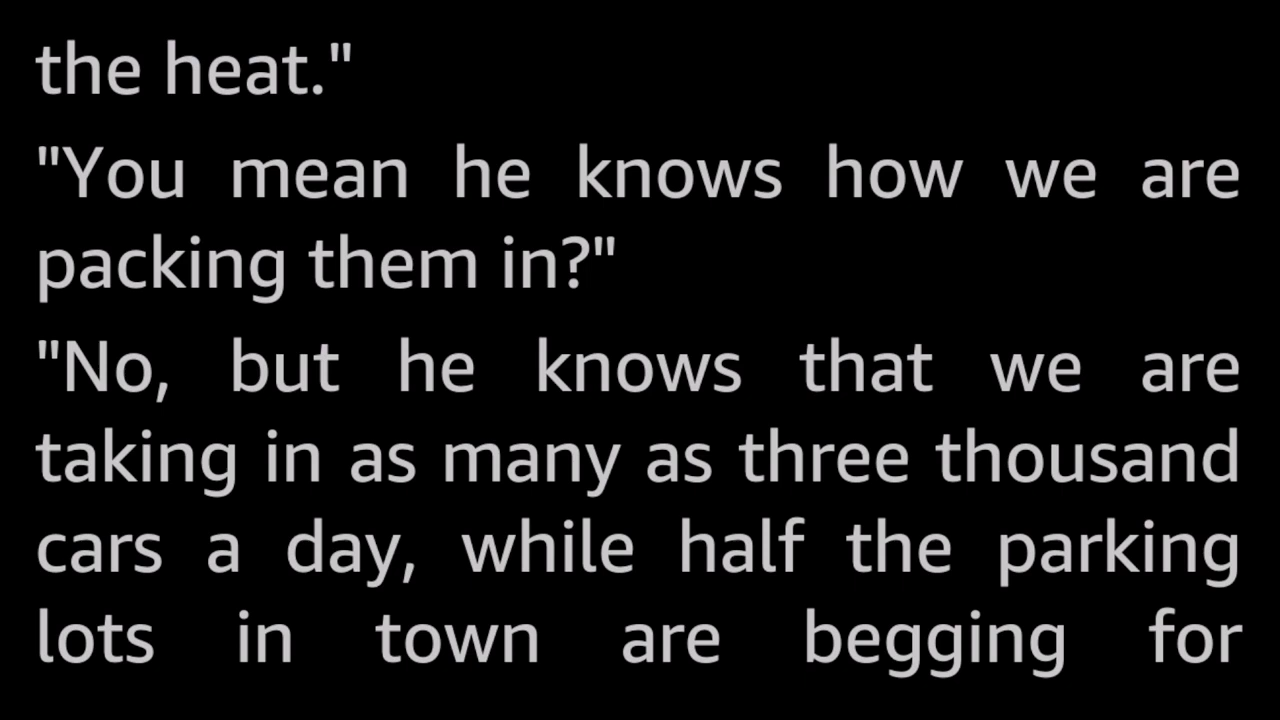 the heat."
"You mean he knows how we are
packing them in?"
"No, but he knows that we are
taking in as many as three thousand
cars a day, while half the parking
lots in town are begging for